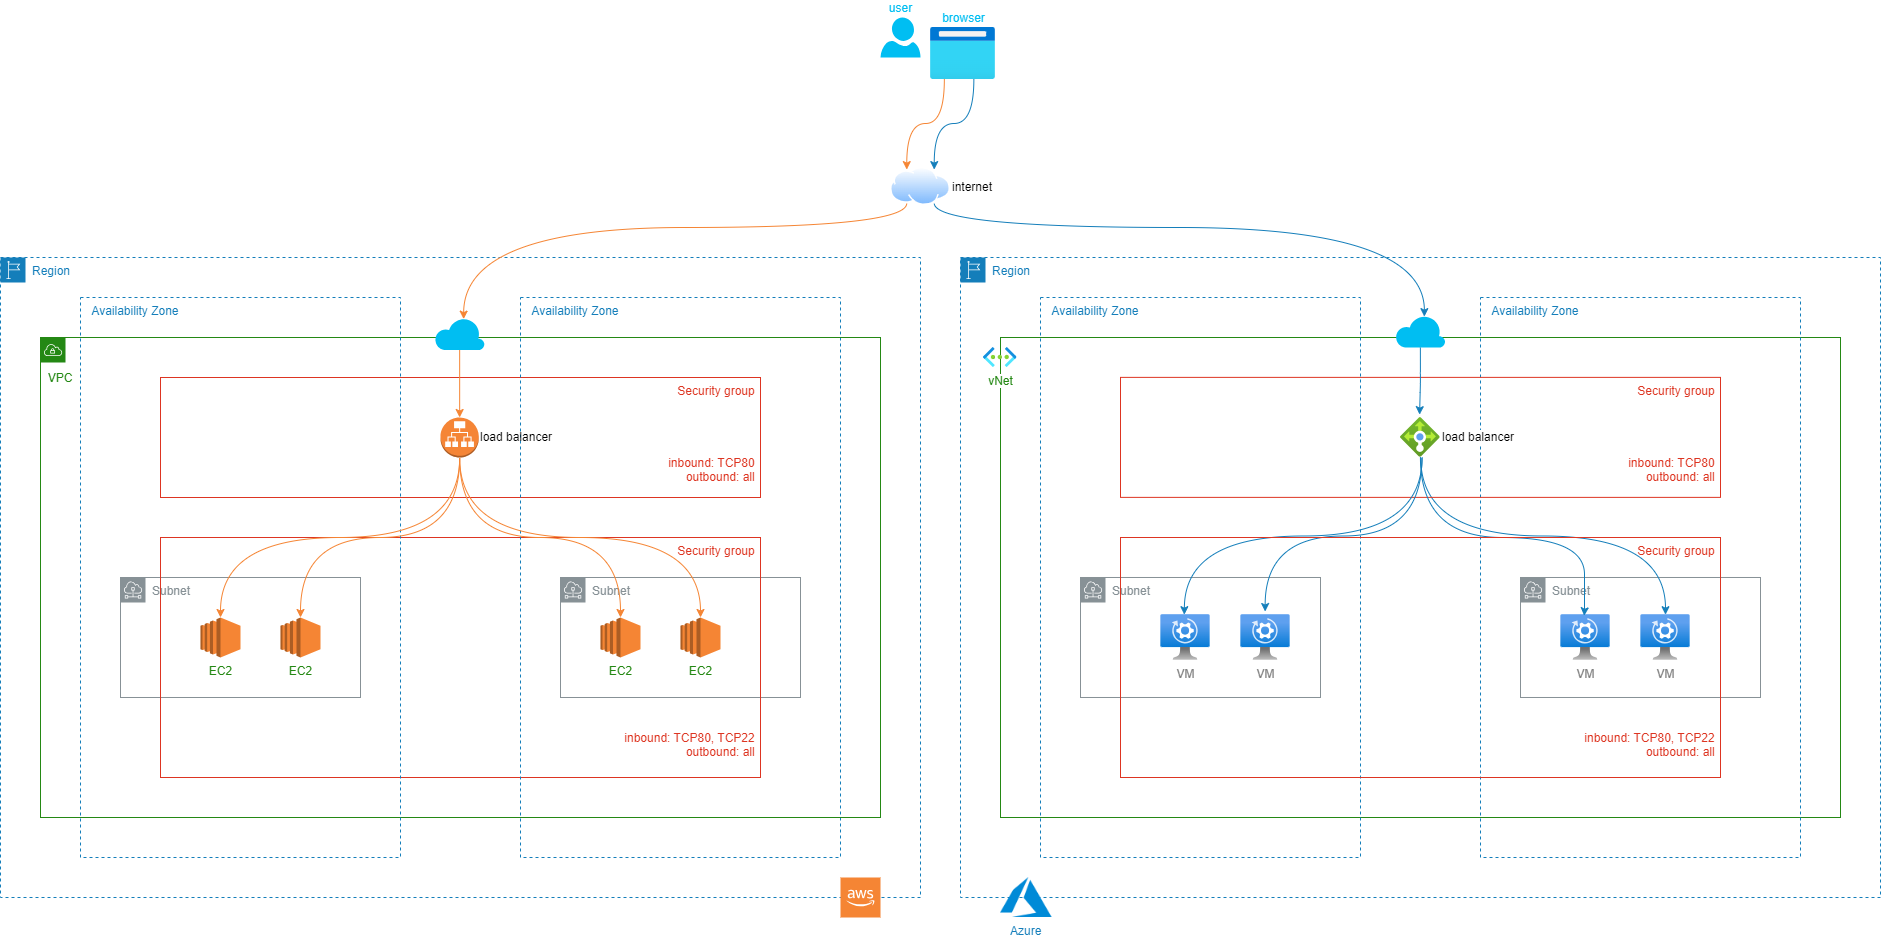 user
browser
internet
Region
Availability Zone
Availability Zone
VPC
Security group
load balancer
inbound: TCP80
outbound: all
Security group
Subnet
Subnet
EC2
EC2
EC2
EC2
inbound: TCP80, TCP22
outbound: all
aws
Region
Availability Zone
Availability Zone
vNet
Security group
load balancer
inbound: TCP80
outbound: all
Security group
Subnet
Subnet
VM
VM
VM
VM
inbound: TCP80, TCP22
outbound: all
Azure